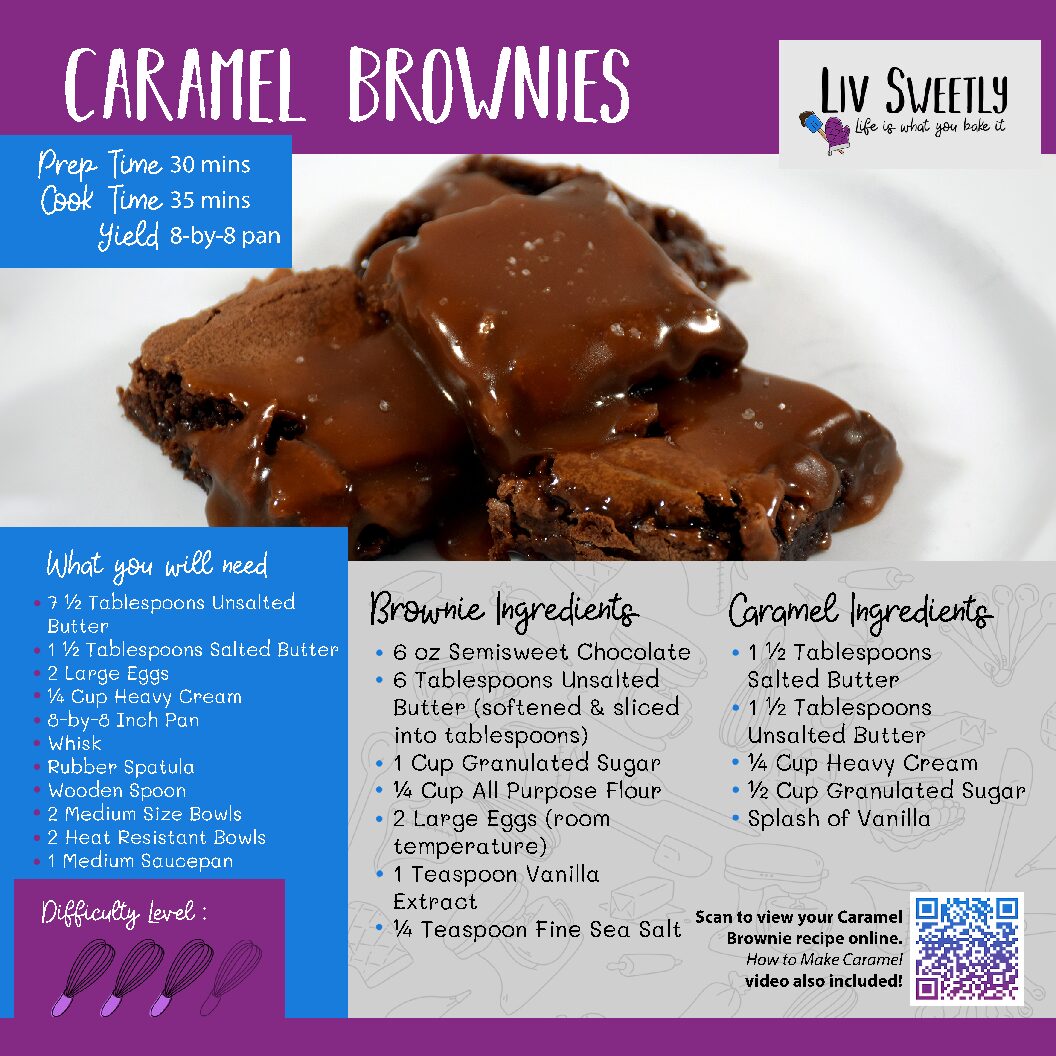 CARAMEL BROWNIES
LIV SWEETLY
Life is what you bake it
Prep Time 30 mins
Cook Time 35 mins
Yield 8-by-8 pan
What you will need
• 7 ½ Tablespoons Unsalted
Butter
• 1 ½ Tablespoons Salted Butter
• 2 Large Eggs
• ¼ Cup Heavy Cream
• 8-by-8 Inch Pan
• Whisk
• Rubber Spatula
• Wooden Spoon
• 2 Medium Size Bowls
• 2 Heat Resistant Bowls
• 1 Medium Saucepan
Difficulty Level :
Brownie Ingredients
• 6 oz Semisweet Chocolate
• 6 Tablespoons Unsalted
Butter (softened & sliced
into tablespoons)
• 1 Cup Granulated Sugar
• ¼ Cup All Purpose Flour
• 2 Large Eggs (room
temperature)
• 1 Teaspoon Vanilla
Extract
• ¼ Teaspoon Fine Sea Salt
Caramel Ingredients
• 1 ½ Tablespoons
Salted Butter
• 1 ½ Tablespoons
Unsalted Butter
• ¼ Cup Heavy Cream
• ½ Cup Granulated Sugar
• Splash of Vanilla
Scan to view your Caramel
Brownie recipe online.
How to Make Caramel
video also included!